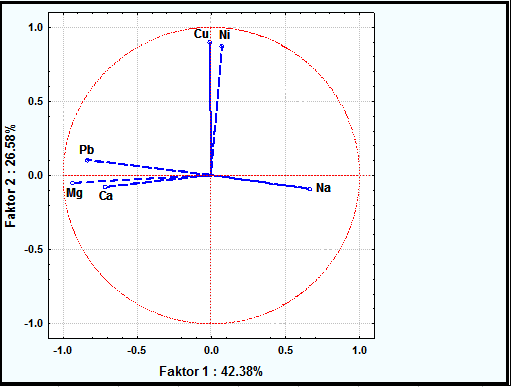 1.0
Cu Ni
0.5
Pb
0.0
Mg
Ca
Na
-0.5
-1.0
-1.0 -0.5 0.0 0.5 1.0
Faktor 1 : 42.38%
Faktor 2 : 26.58%